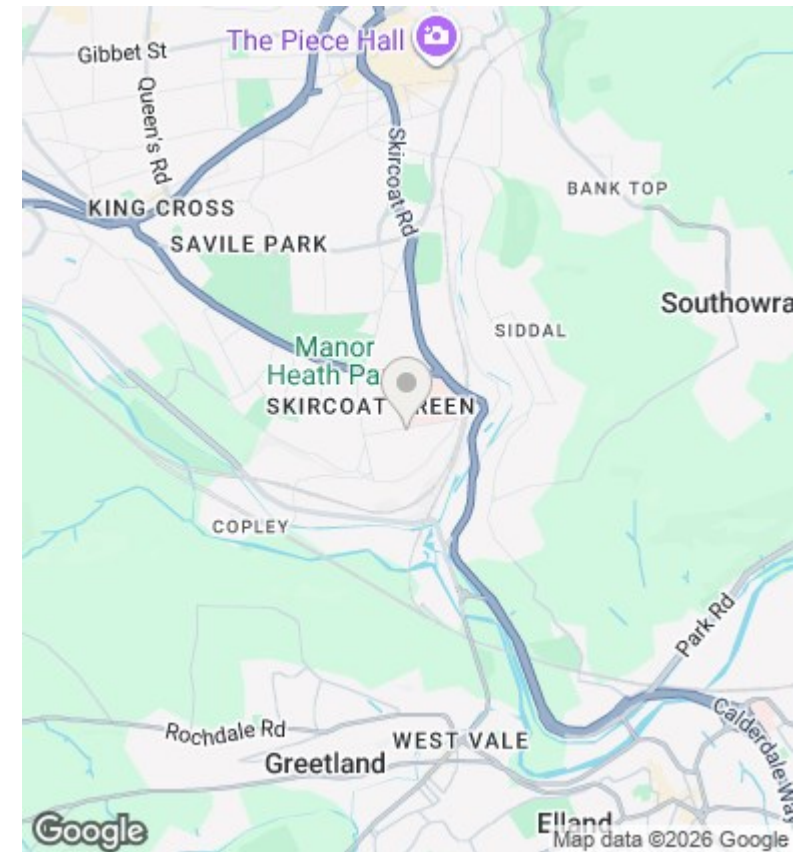 The Piece Hall
Gibbet St
Queen's Rd
Skircoat Rd
BANK TOP
KING CROSS
SAVILE PARK
Southowra
SIDDAL
Manor
Heath Pa
SKIRCOAT REEN
COPLEY
Park Rd
Rochdale Rd
WEST VALE
Calderdale Way
Greetland
Elland
Google
Map data ©2026 Google